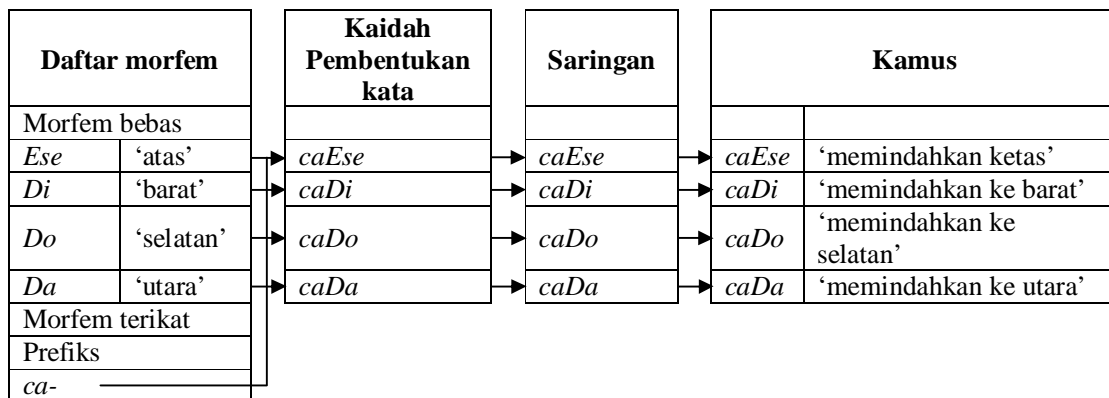 Daftar morfem
Kaidah
Pembentukan
kata
Saringan
Kamus
Morfem bebas
Ese ‘atas’ caEse caEse caEse ‘memindahkan ketas’
Di ‘barat’ caDi caDi caDi ‘memindahkan ke barat’
Do ‘selatan’ caDo caDo caDo ‘memindahkan ke
selatan’
Da ‘utara’ caDa caDa caDa ‘memindahkan ke utara’
Morfem terikat
Prefiks
ca-